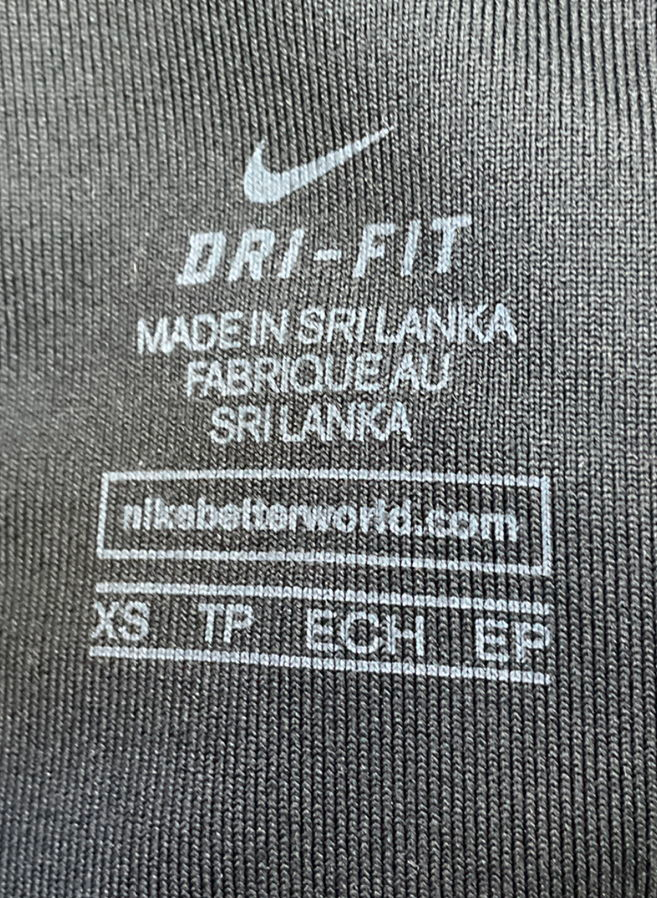 DRI-FIT
MADE IN SRI LANKA
FABRIQUE AU
SRI LANKA
nikebetterworld.com
XS TP ECH EP